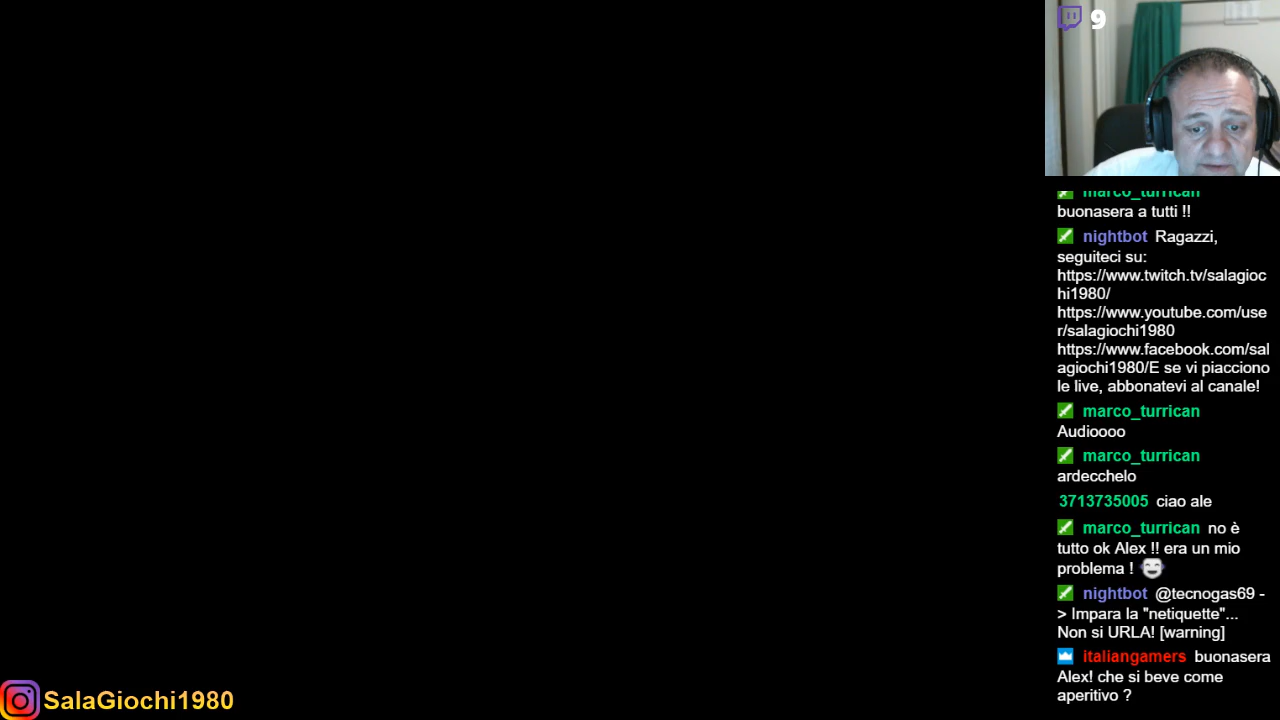 9
marco_turrican
buonasera a tutti !!
nightbot Ragazzi,
seguiteci su:
https://www.twitch.tv/salagioc
hi1980/
https://www.youtube.com/use
r/salagiochi1980
https://www.facebook.com/sal
agiochi1980/E se vi piacciono
le live, abbonatevi al canale!
marco_turrican
Audioooo
marco_turrican
ardecchelo
3713735005 ciao ale
marco_turrican no è
tutto ok Alex !! era un mio
problema !
nightbot @tecnogas69 -
> Impara la "netiquette"...
Non si URLA! [warning]
italiangamers buonasera
Alex! che si beve come
aperitivo ?
SalaGiochi1980